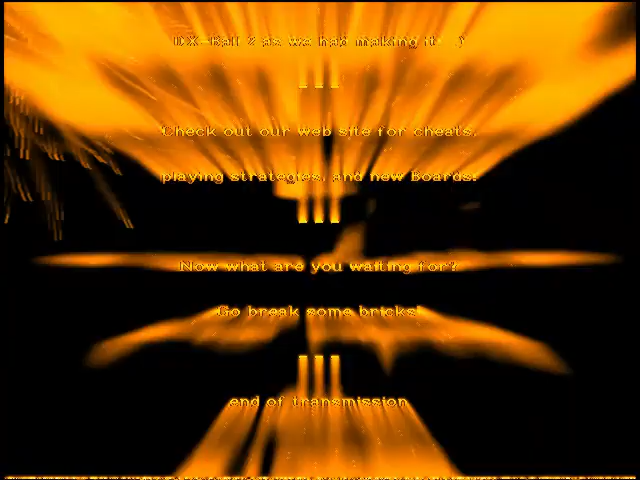 DX-Ball 2 as we had making it! :)
...
Check out our web site for cheats,
playing strategies, and new Boards.
...
Now what are you waiting for?
Go break some bricks!
...
end of transmission